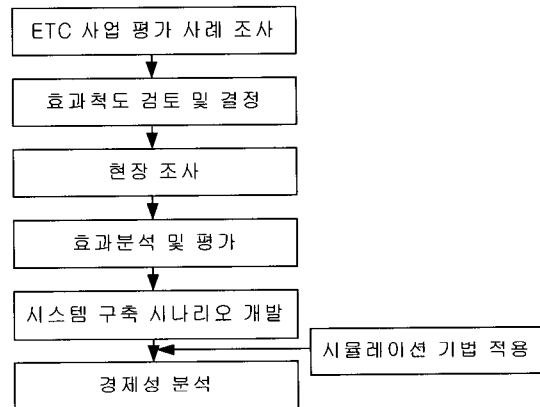 ETC 사업 평가 사례 조사
효과척도 검토 및 결정
현장 조사
효과분석 및 평가
시스템 구축 시나리오 개발
시뮬레이션 기법 적용
경제성 분석